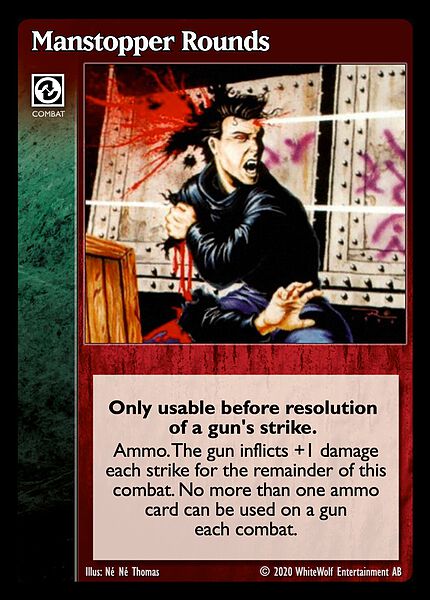 Manstopper Rounds
COMBAT
Only usable before resolution
of a gun's strike.
Ammo. The gun inflicts +1 damage
each strike for the remainder of this
combat. No more than one ammo
card can be used on a gun
each combat.
Illus: Né Né Thomas
© 2020 WhiteWolf Entertainment AB